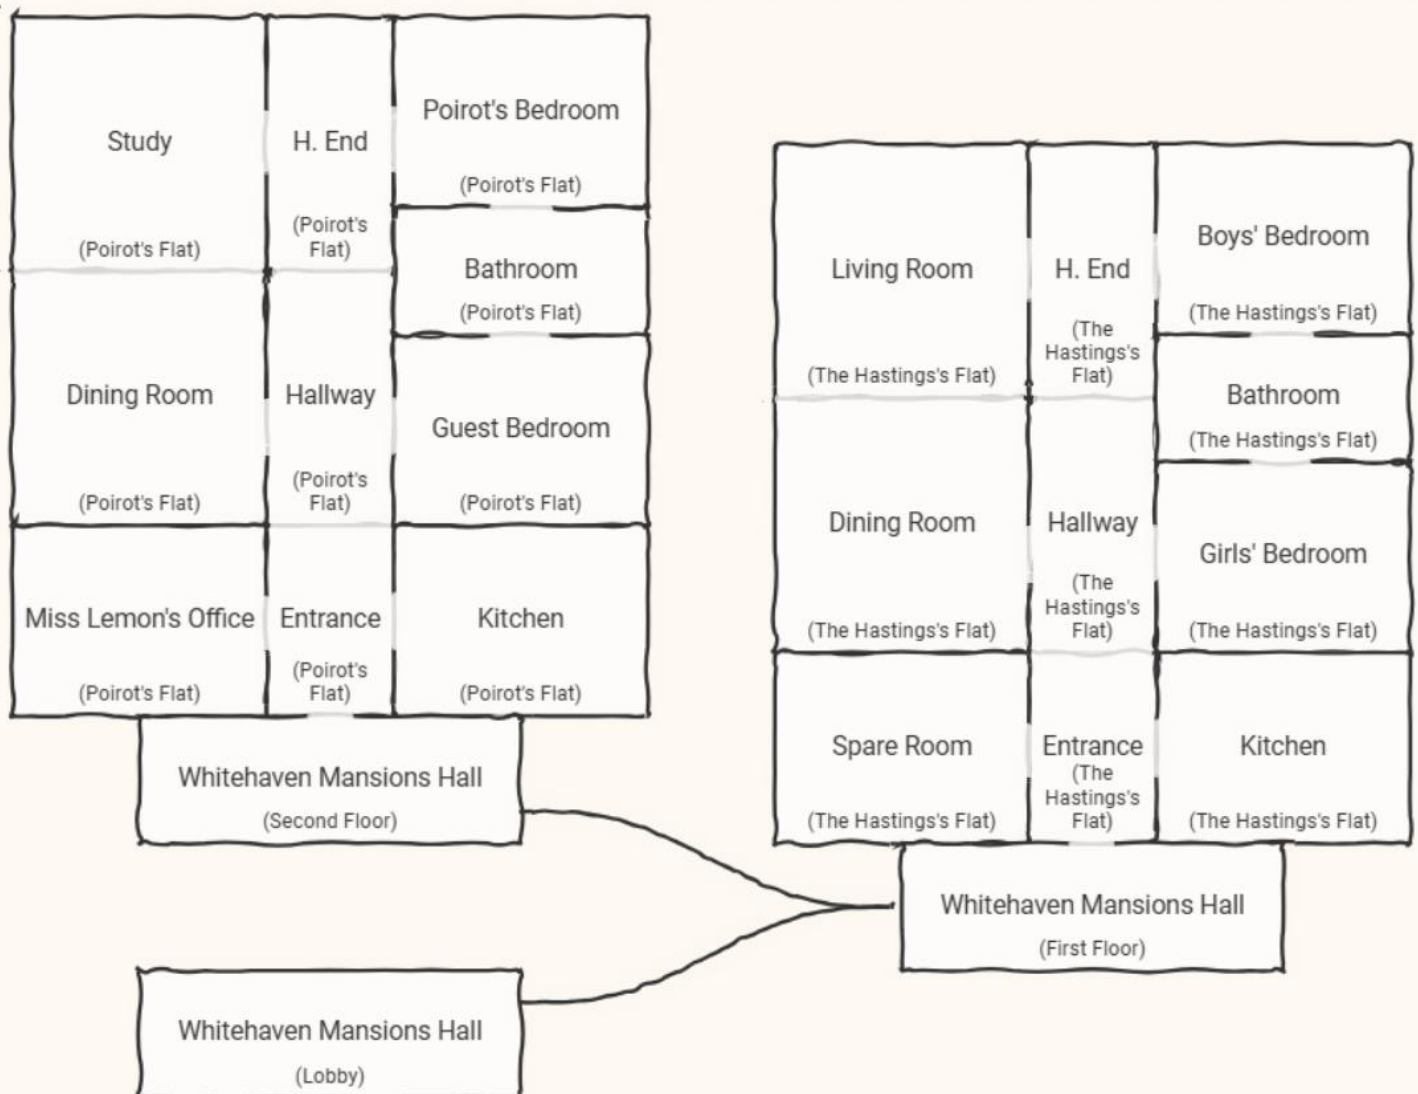 Study
(Poirot's Flat)
H. End
(Poirot's
Flat)
Poirot's Bedroom
(Poirot's Flat)
Bathroom
(Poirot's Flat)
Dining Room
(Poirot's Flat)
Hallway
(Poirot's
Flat)
Guest Bedroom
(Poirot's Flat)
Miss Lemon's Office
(Poirot's Flat)
Entrance
(Poirot's
Flat)
Kitchen
(Poirot's Flat)
Whitehaven Mansions Hall
(Second Floor)
Living Room
(The Hastings's Flat)
H. End
(The
Hastings's
Flat)
Boys' Bedroom
(The Hastings's Flat)
Bathroom
(The Hastings's Flat)
Dining Room
(The Hastings's Flat)
Hallway
(The
Hastings's
Flat)
Girls' Bedroom
(The Hastings's Flat)
Spare Room
(The Hastings's Flat)
Entrance
(The
Hastings's
Flat)
Kitchen
(The Hastings's Flat)
Whitehaven Mansions Hall
(First Floor)
Whitehaven Mansions Hall
(Lobby)